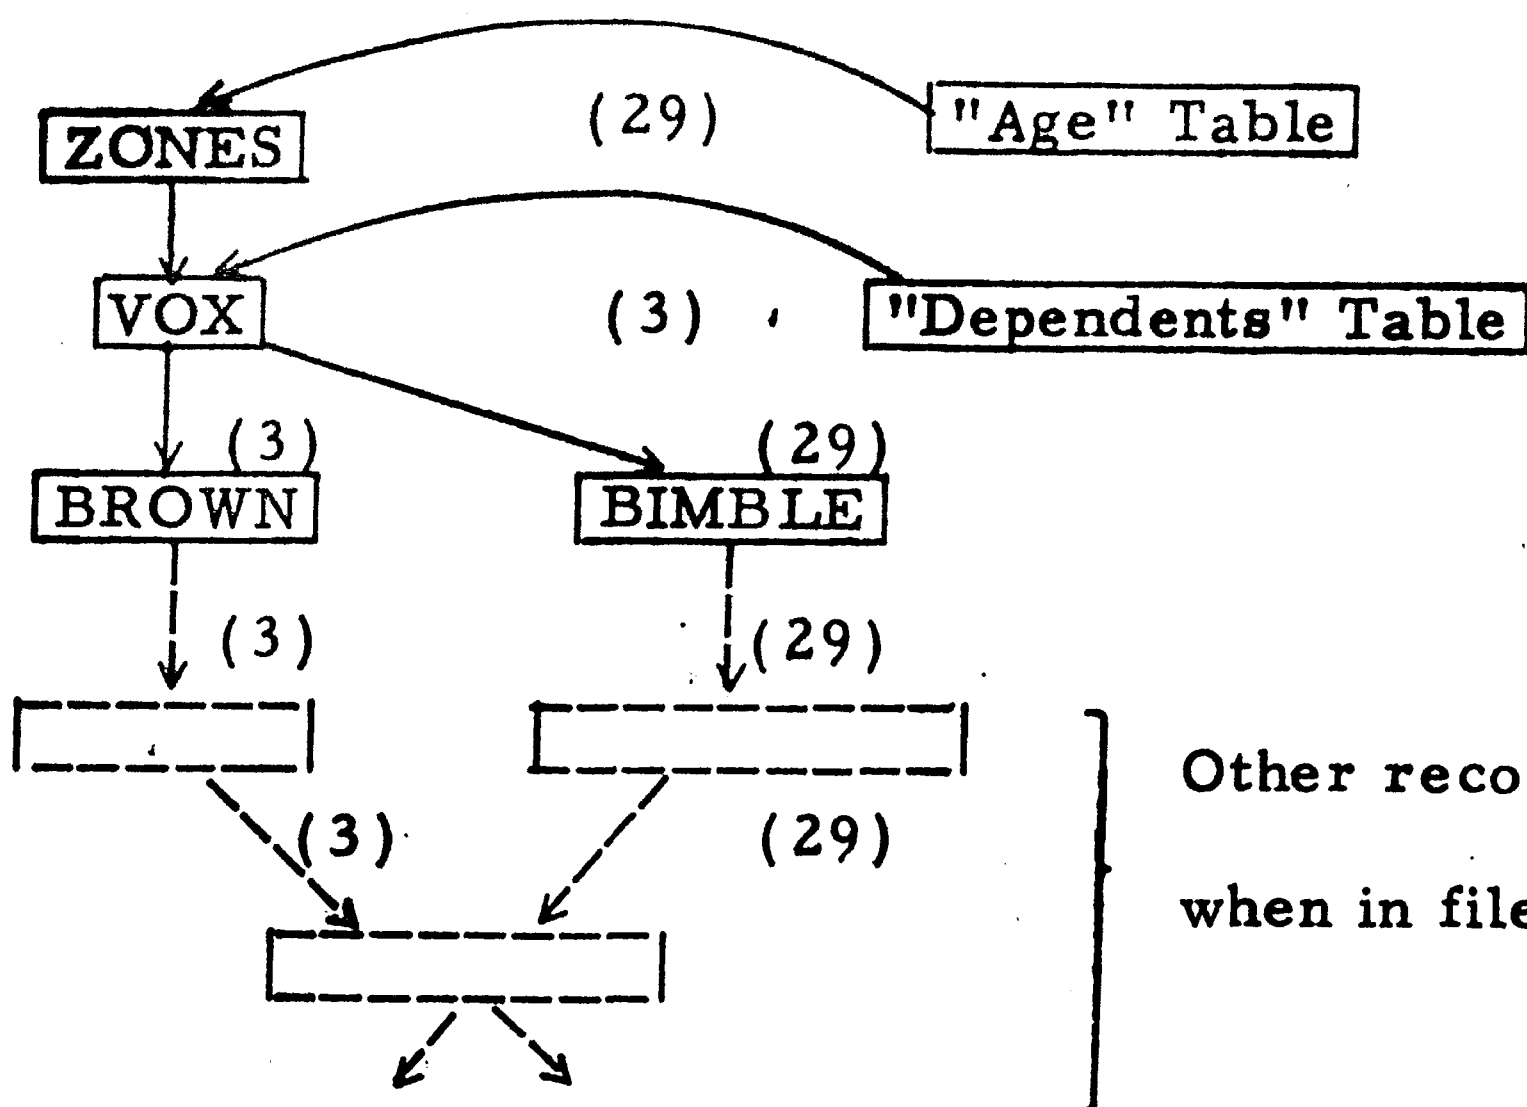 (29) "Age" Table
ZONES
VOX (3) "Dependents" Table
(3) (29)
BROWN BIMBLE
(3) (29)
Other reco
(3) (29)
when in file